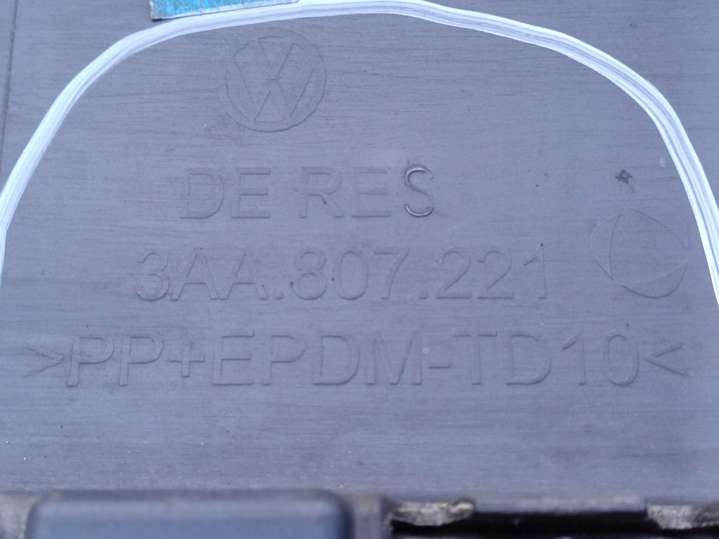 DE RES
3AA.807.221
>PP+EPDM-TD10<